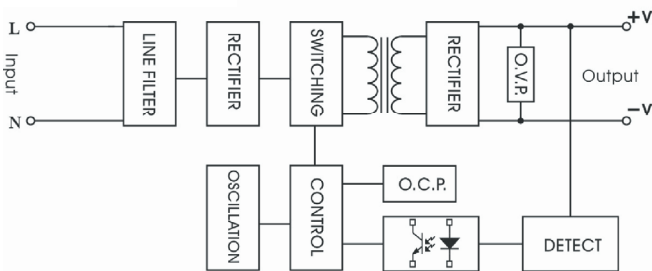 L
N
Input
LINE FILTER
RECTIFIER
SWITCHING
RECTIFIER
O.V.P.
+V
Output
−V
OSCILLATION
CONTROL
O.C.P.
DETECT